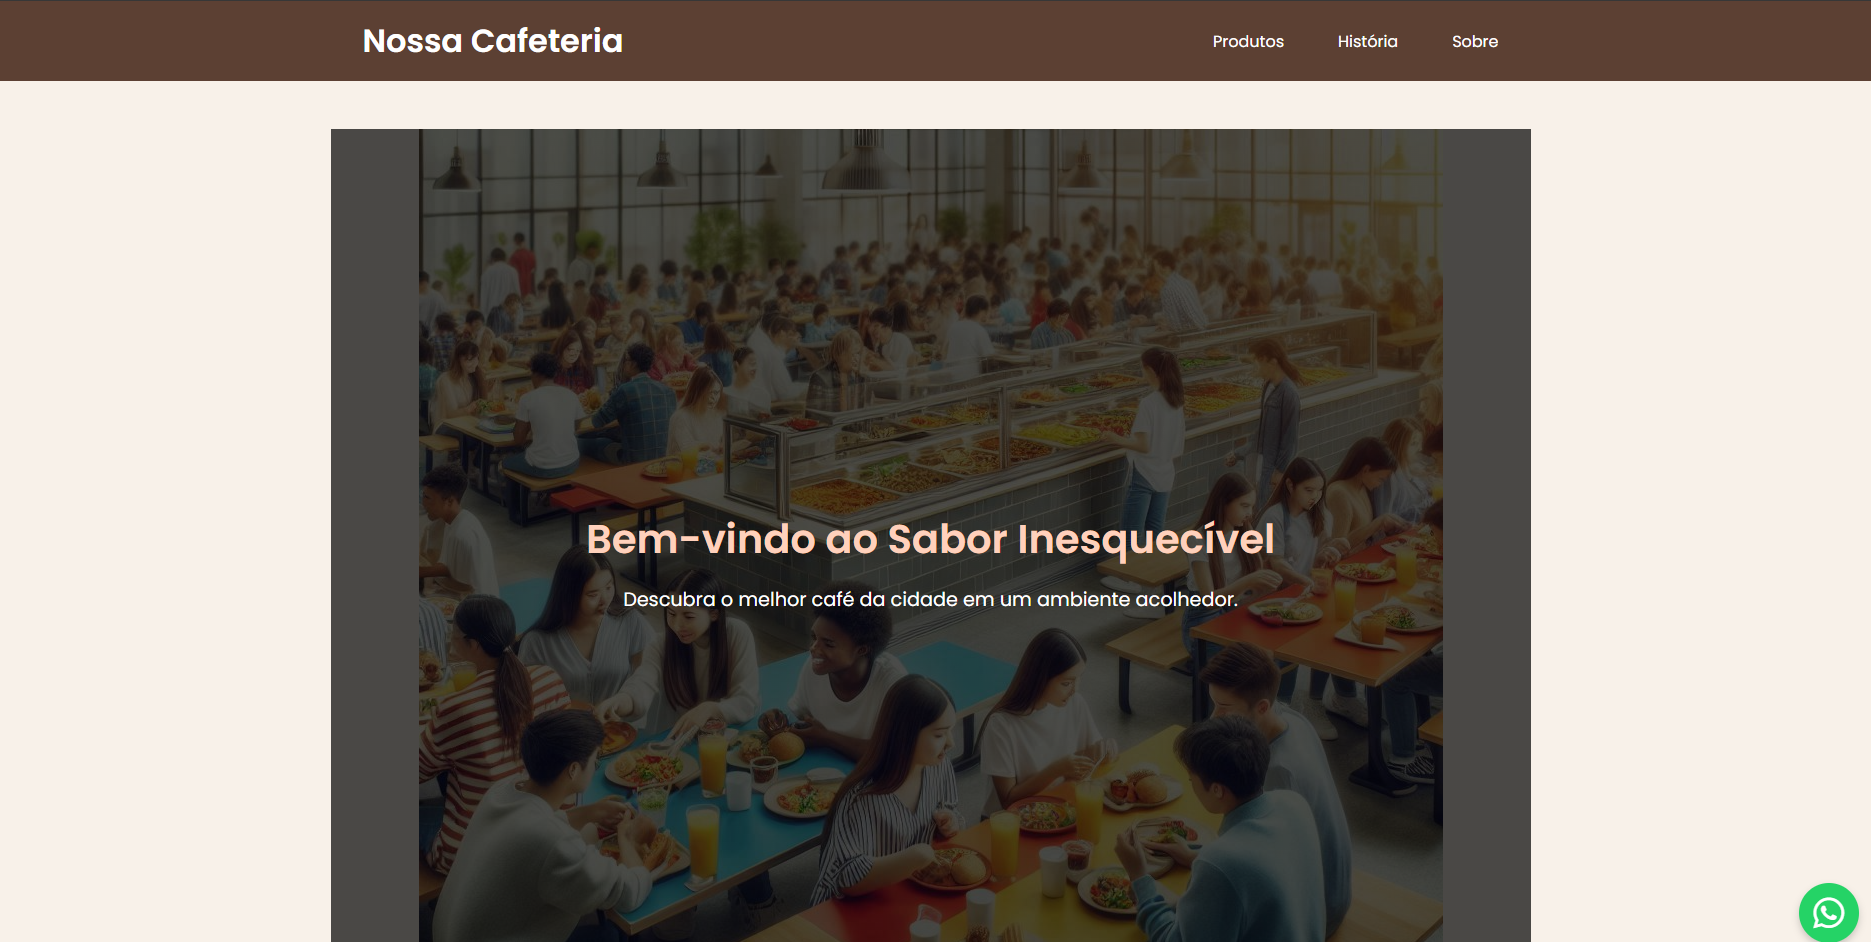 Nossa Cafeteria
Produtos História Sobre
Bem-vindo ao Sabor Inesquecível
Descubra o melhor café da cidade em um ambiente acolhedor.